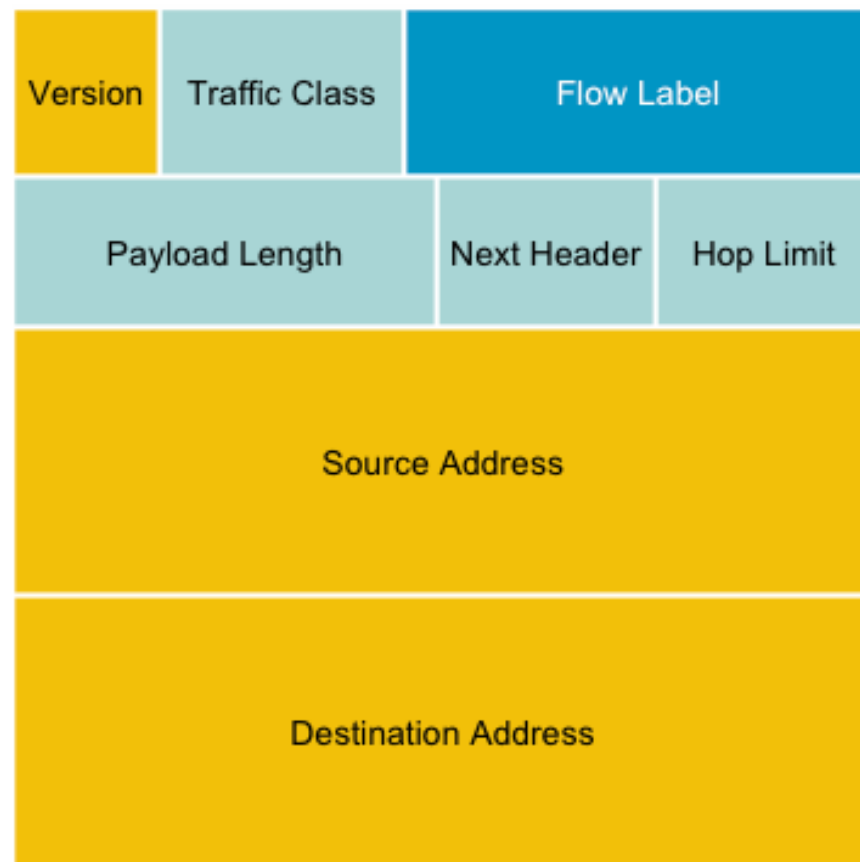 Version Traffic Class Flow Label
Payload Length Next Header Hop Limit
Source Address
Destination Address